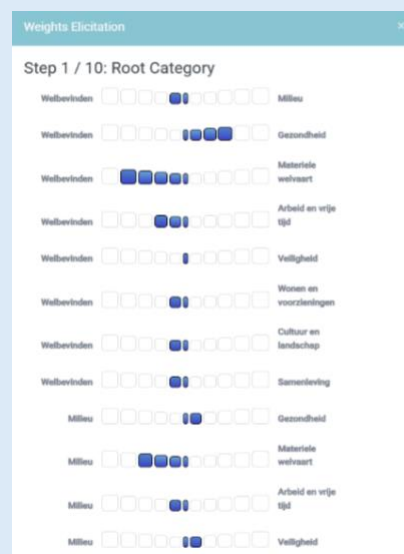 Weights Elicitation
×
Step 1 / 10: Root Category
Welbevinden Milieu
Welbevinden Gezondheid
Welbevinden Materiele
welvaart
Welbevinden Arbeid en vrije
tijd
Welbevinden Veiligheid
Welbevinden Wonen en
voorzieningen
Welbevinden Cultuur en
landschap
Welbevinden Samenleving
Milieu Gezondheid
Milieu Materiele
welvaart
Milieu Arbeid en vrije
tijd
Milieu Veiligheid